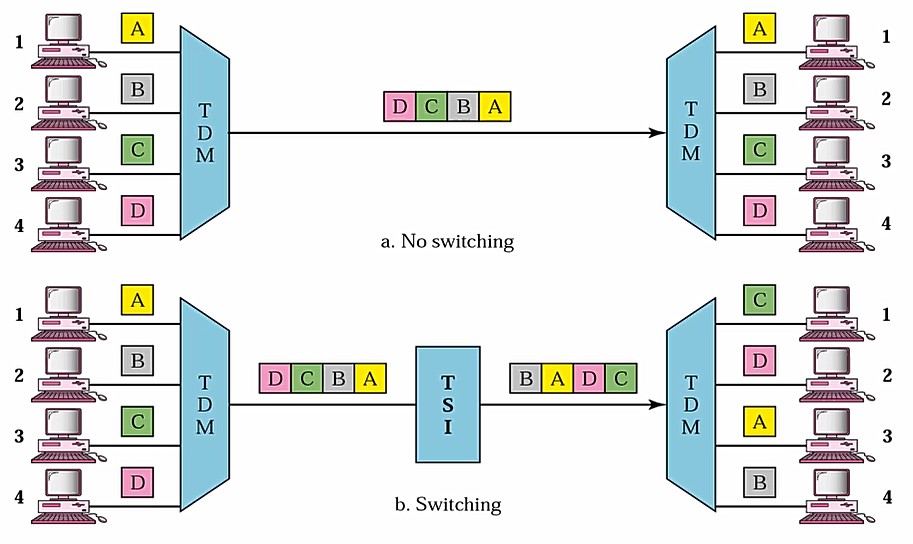 1 A A 1
2 B B 2
3 C C 3
4 D D 4
TDM
D C B A
TDM
a. No switching
1 A C 1
2 B D 2
3 C A 3
4 D B 4
TDM
D C B A
TSI
B A D C
TDM
b. Switching